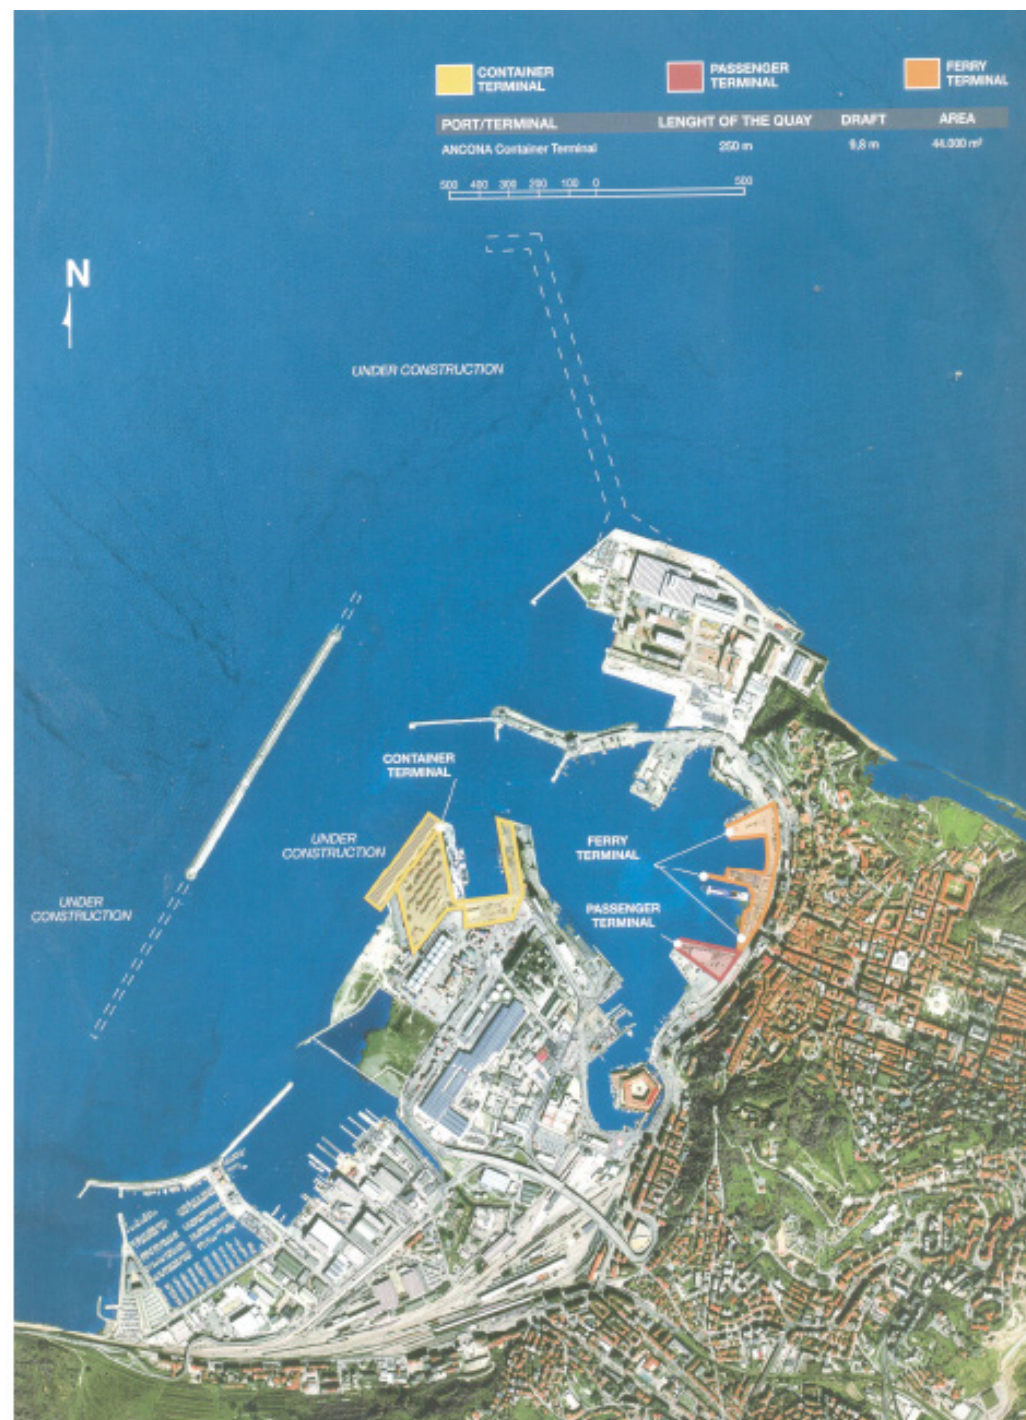 CONTAINER
TERMINAL
PASSENGER
TERMINAL
FERRY
TERMINAL
PORT/TERMINAL LENGHT OF THE QUAY DRAFT AREA
ANCONA Container Terminal 250 m 9,8 m 44.000 m²
500 400 300 200 100 0 500
N
UNDER CONSTRUCTION
CONTAINER
TERMINAL
UNDER
CONSTRUCTION
FERRY
TERMINAL
UNDER
CONSTRUCTION
PASSENGER
TERMINAL